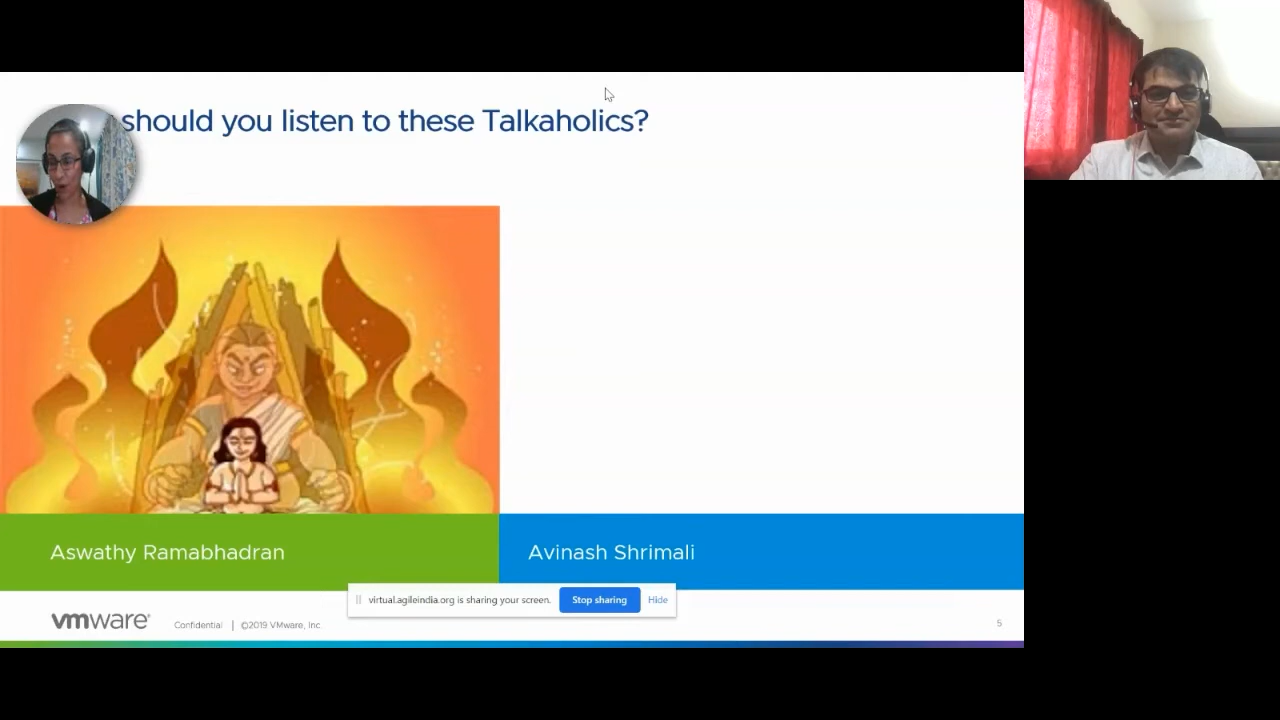 should you listen to these Talkaholics?
Aswathy Ramabhadran
Avinash Shrimali
virtual.agileindia.org is sharing your screen.
Stop sharing
Hide
vmware®
Confidential | ©2019 VMware, Inc.
5